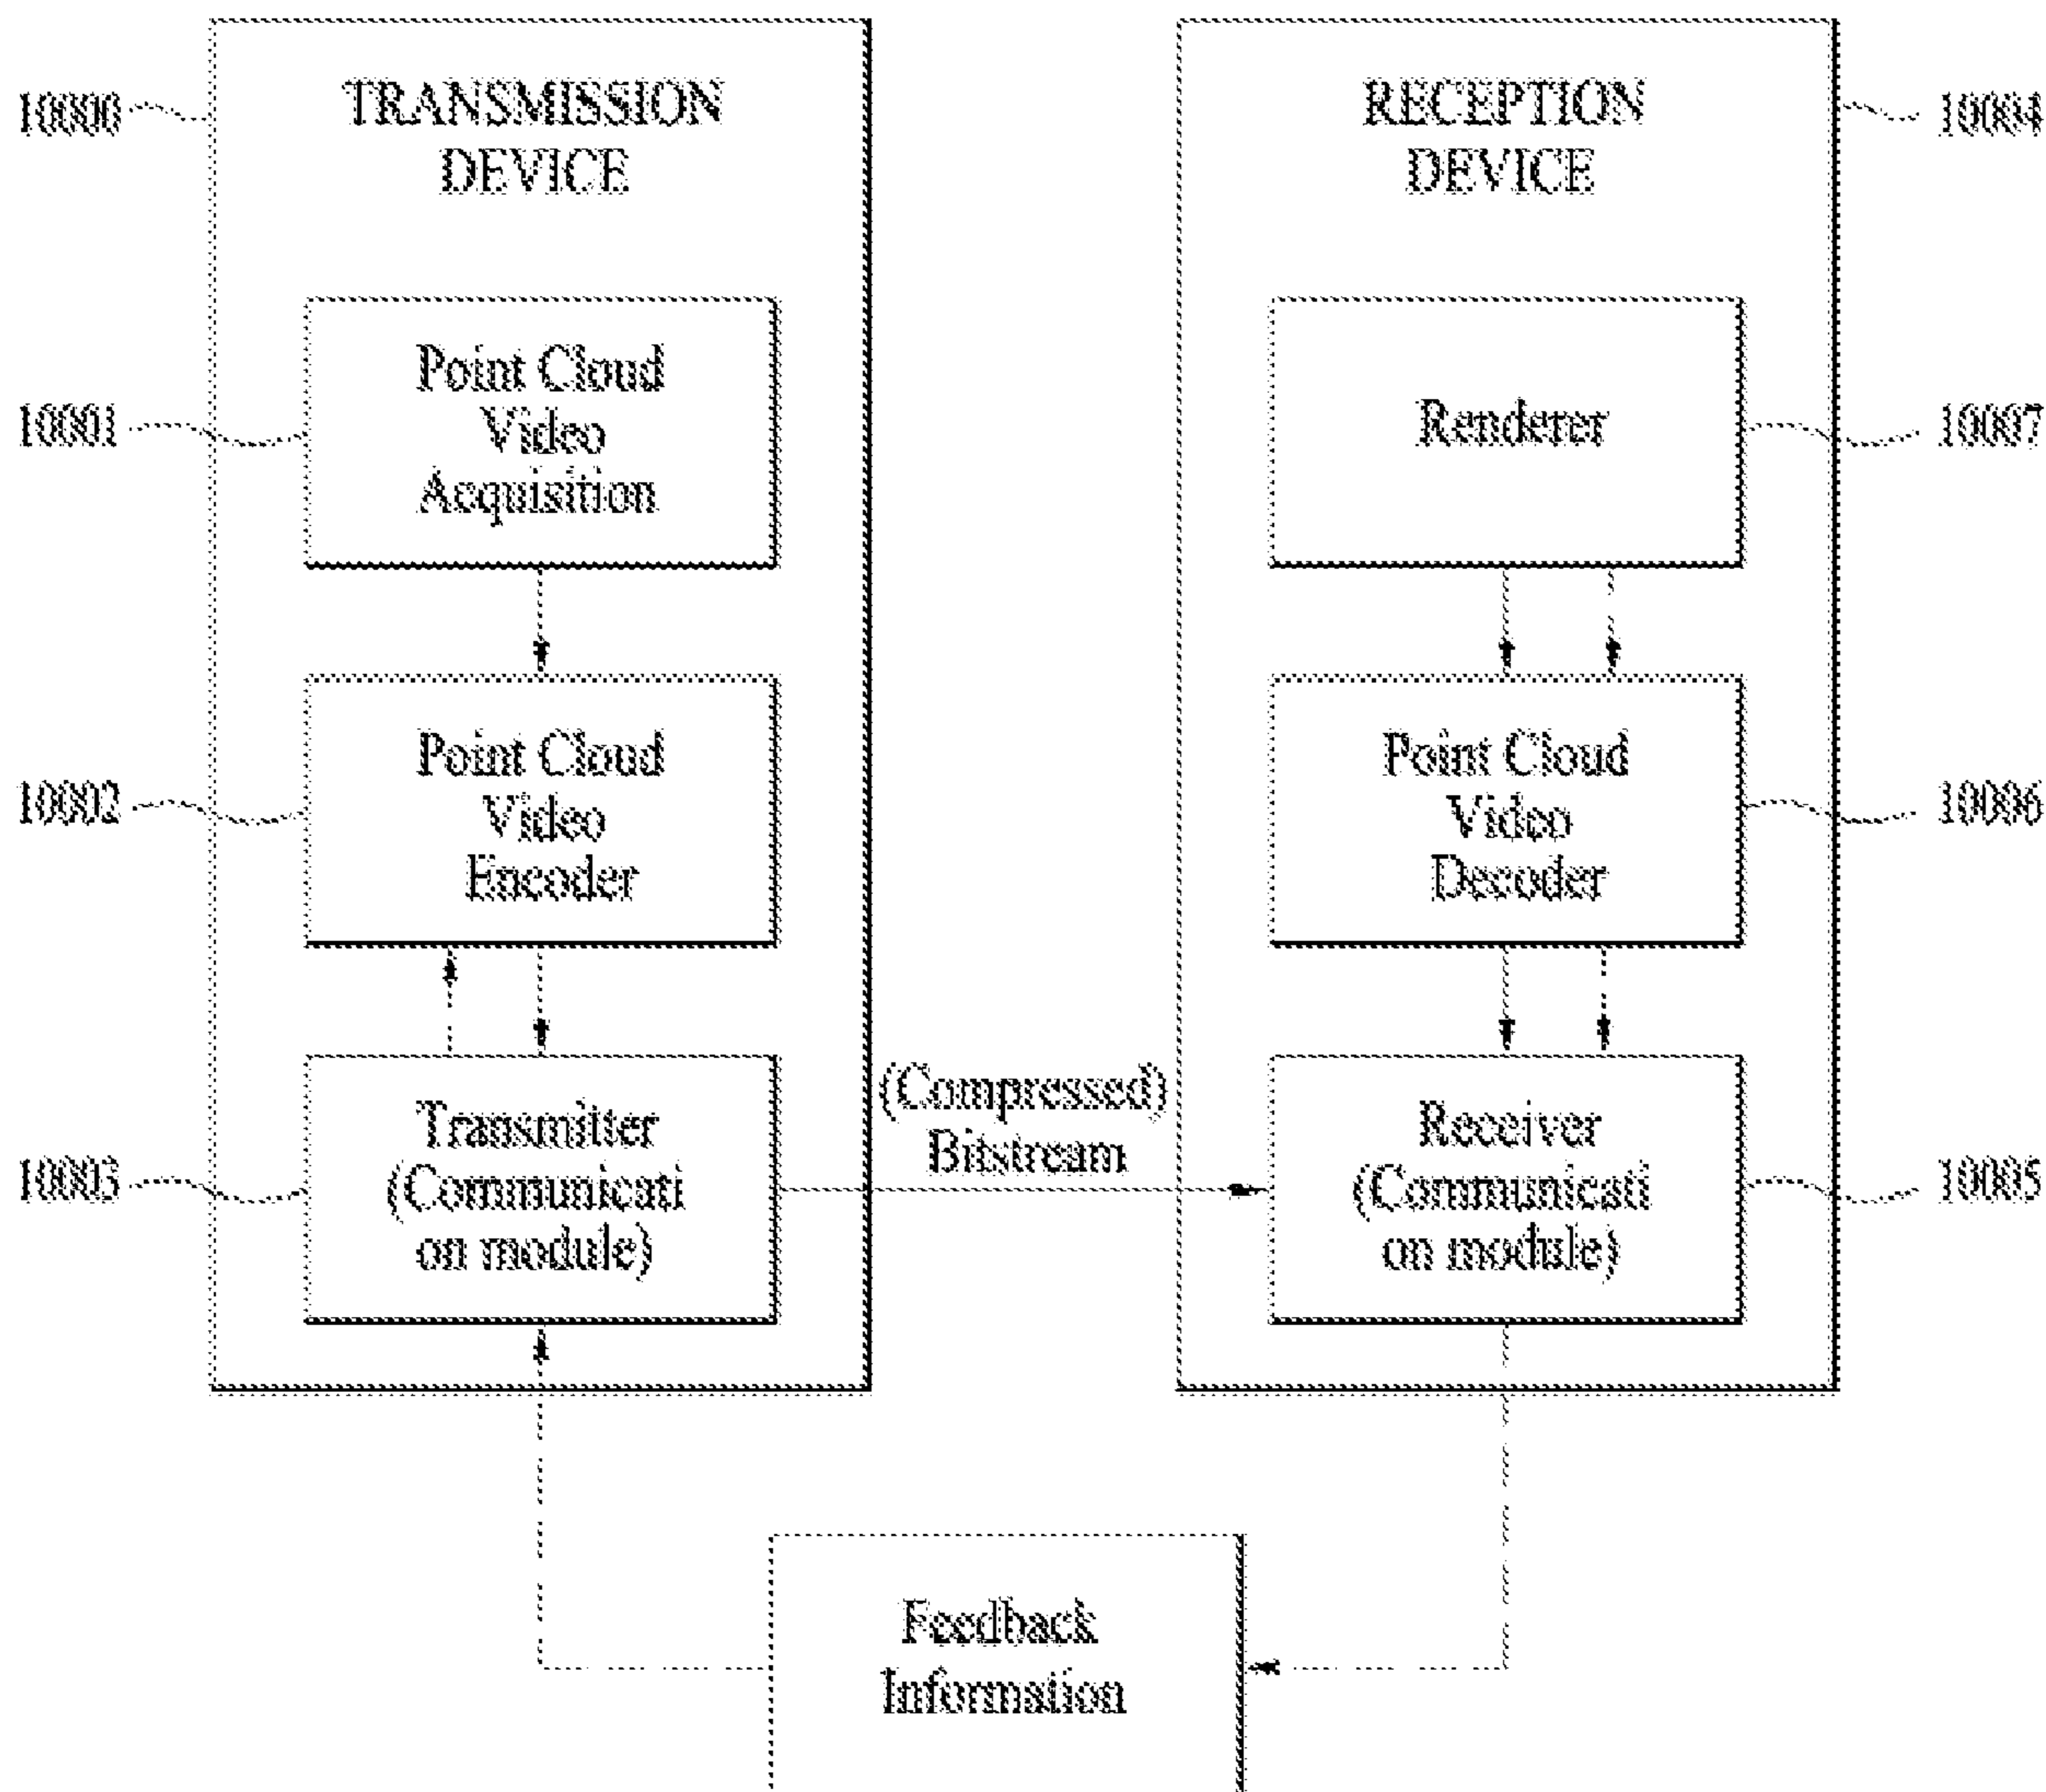 10000
TRANSMISSION
DEVICE
10001
Point Cloud
Video
Acquisition
10002
Point Cloud
Video
Encoder
10003
Transmitter
(Communicati
on module)
(Compressed)
Bitstream
RECEPTION
DEVICE
10004
Renderer
10007
Point Cloud
Video
Decoder
10006
Receiver
(Communicati
on module)
10005
Feedback
Information